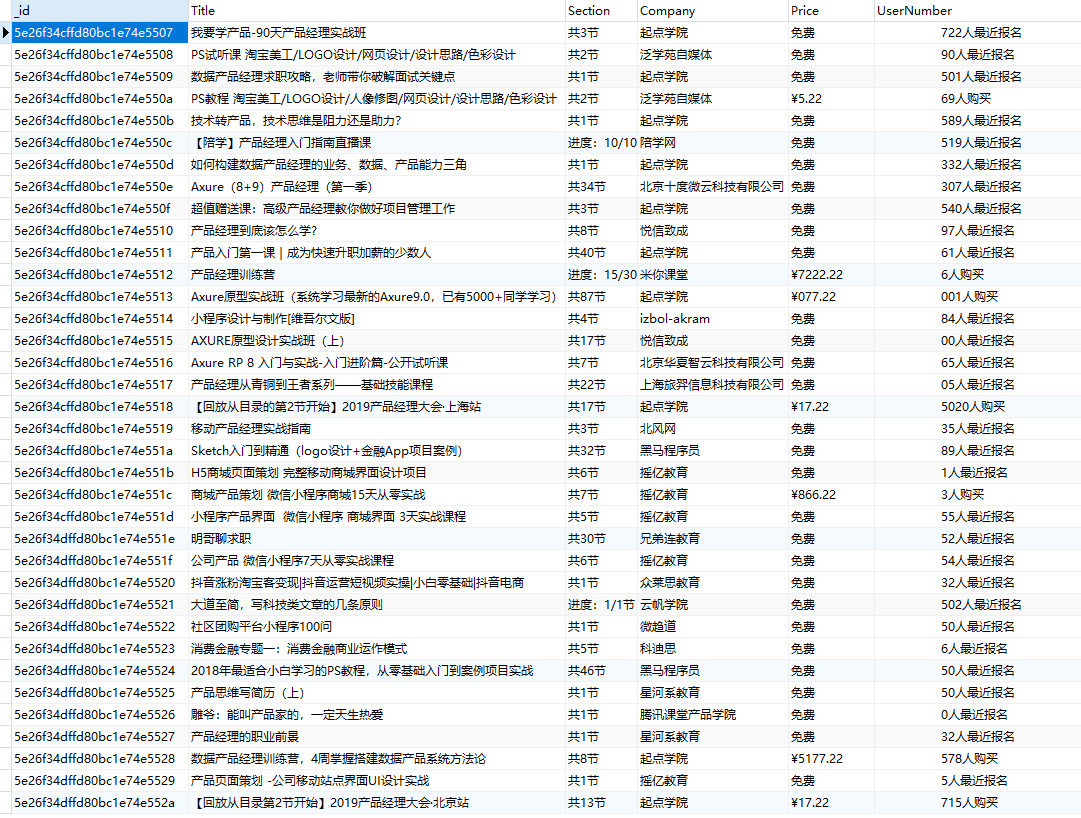 _id Title Section Company Price UserNumber
5e26f34cffd80bc1e74e5507 我要学产品-90天产品经理实战班 共3节 起点学院 免费 722人最近报名
5e26f34cffd80bc1e74e5508 PS试听课 淘宝美工/LOGO设计/网页设计/设计思路/色彩设计 共2节 泛学苑自媒体 免费 90人最近报名
5e26f34cffd80bc1e74e5509 数据产品经理求职攻略，老师带你破解面试关键点 共1节 起点学院 免费 501人最近报名
5e26f34cffd80bc1e74e550a PS教程 淘宝美工/LOGO设计/人像修图/网页设计/设计思路/色彩设计 共2节 泛学苑自媒体 ¥5.22 69人购买
5e26f34cffd80bc1e74e550b 技术转产品，技术思维是阻力还是助力？ 共1节 起点学院 免费 589人最近报名
5e26f34cffd80bc1e74e550c 【陪学】产品经理入门指南直播课 进度：10/10 陪学网 免费 519人最近报名
5e26f34cffd80bc1e74e550d 如何构建数据产品经理的业务、数据、产品能力三角 共1节 起点学院 免费 332人最近报名
5e26f34cffd80bc1e74e550e Axure（8+9）产品经理（第一季） 共34节 北京十度微云科技有限公司 免费 307人最近报名
5e26f34cffd80bc1e74e550f 超值赠送课：高级产品经理教你做好项目管理工作 共3节 起点学院 免费 540人最近报名
5e26f34cffd80bc1e74e5510 产品经理到底该怎么学？ 共8节 悦信致成 免费 97人最近报名
5e26f34cffd80bc1e74e5511 产品入门第一课 | 成为快速升职加薪的少数人 共40节 起点学院 免费 61人最近报名
5e26f34cffd80bc1e74e5512 产品经理训练营 进度：15/30 米你课堂 ¥7222.22 6人购买
5e26f34cffd80bc1e74e5513 Axure原型实战班（系统学习最新的Axure9.0，已有5000+同学学习） 共87节 起点学院 ¥077.22 001人购买
5e26f34cffd80bc1e74e5514 小程序设计与制作[维吾尔文版] 共4节 izbol-akram 免费 84人最近报名
5e26f34cffd80bc1e74e5515 AXURE原型设计实战班（上） 共17节 悦信致成 免费 00人最近报名
5e26f34cffd80bc1e74e5516 Axure RP 8 入门与实战-入门进阶篇-公开试听课 共7节 北京华夏智云科技有限公司 免费 65人最近报名
5e26f34cffd80bc1e74e5517 产品经理从青铜到王者系列——基础技能课程 共22节 上海旅羿信息科技有限公司 免费 05人最近报名
5e26f34cffd80bc1e74e5518 【回放从目录的第2节开始】2019产品经理大会·上海站 共17节 起点学院 ¥17.22 5020人购买
5e26f34cffd80bc1e74e5519 移动产品经理实战指南 共3节 北风网 免费 35人最近报名
5e26f34cffd80bc1e74e551a Sketch入门到精通（logo设计+金融App项目案例） 共32节 黑马程序员 免费 89人最近报名
5e26f34cffd80bc1e74e551b H5商城页面策划 完整移动商城界面设计项目 共6节 摇亿教育 免费 1人最近报名
5e26f34cffd80bc1e74e551c 商城产品策划 微信小程序商城15天从零实战 共7节 摇亿教育 ¥866.22 3人购买
5e26f34cffd80bc1e74e551d 小程序产品界面 微信小程序 商城界面 3天实战课程 共5节 摇亿教育 免费 55人最近报名
5e26f34dffd80bc1e74e551e 明哥聊求职 共30节 兄弟连教育 免费 52人最近报名
5e26f34dffd80bc1e74e551f 公司产品 微信小程序7天从零实战课程 共6节 摇亿教育 免费 54人最近报名
5e26f34dffd80bc1e74e5520 抖音涨粉淘宝客变现|抖音运营短视频实操|小白零基础|抖音电商 共1节 众莱思教育 免费 32人最近报名
5e26f34dffd80bc1e74e5521 大道至简，写科技类文章的几条原则 进度：1/1节 云帆学院 免费 502人最近报名
5e26f34dffd80bc1e74e5522 社区团购平台小程序100问 共1节 微趋道 免费 50人最近报名
5e26f34dffd80bc1e74e5523 消费金融专题一：消费金融商业运作模式 共5节 科迪思 免费 6人最近报名
5e26f34dffd80bc1e74e5524 2018年最适合小白学习的PS教程，从零基础入门到案例项目实战 共46节 黑马程序员 免费 50人最近报名
5e26f34dffd80bc1e74e5525 产品思维写简历（上） 共1节 星河系教育 免费 50人最近报名
5e26f34dffd80bc1e74e5526 雕爷：能叫产品家的，一定天生热爱 共1节 腾讯课堂产品学院 免费 0人最近报名
5e26f34dffd80bc1e74e5527 产品经理的职业前景 共1节 星河系教育 免费 32人最近报名
5e26f34dffd80bc1e74e5528 数据产品经理训练营，4周掌握搭建数据产品系统方法论 共8节 起点学院 ¥5177.22 578人购买
5e26f34dffd80bc1e74e5529 产品页面策划 -公司移动站点界面UI设计实战 共1节 摇亿教育 免费 5人最近报名
5e26f34dffd80bc1e74e552a 【回放从目录第2节开始】2019产品经理大会·北京站 共13节 起点学院 ¥17.22 715人购买